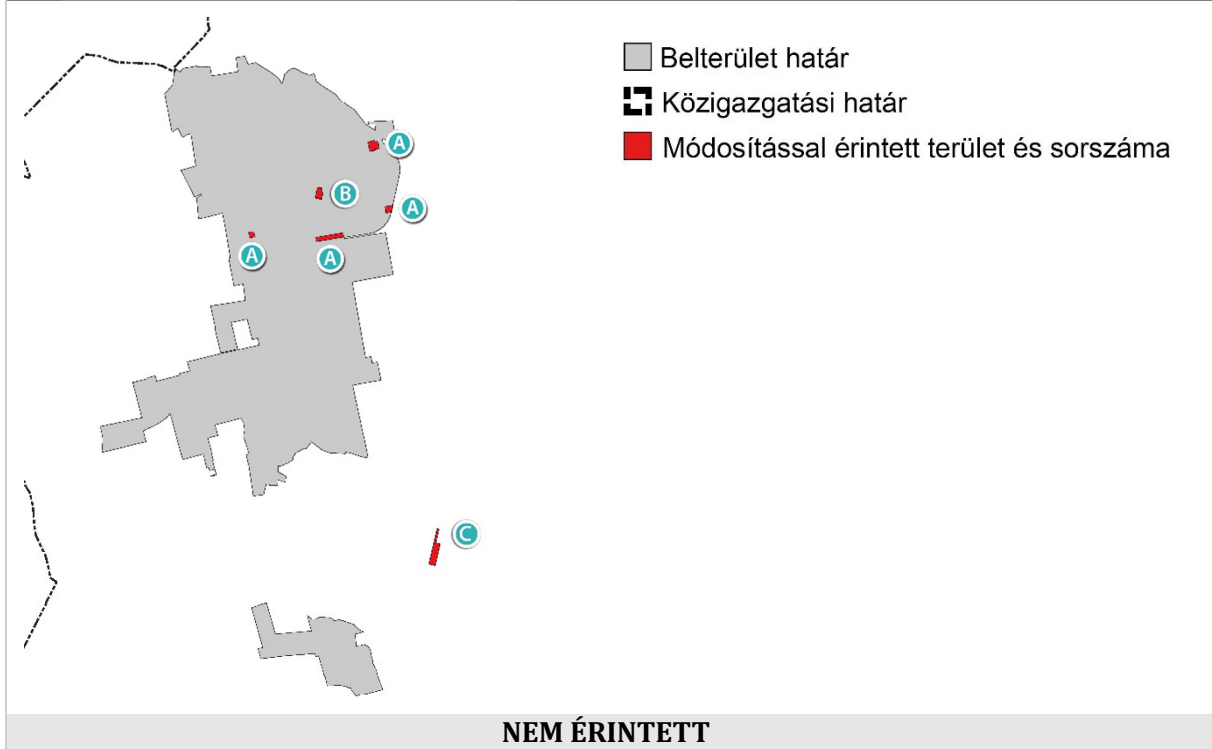 Belterület határ
Közigazgatási határ
Módosítással érintett terület és sorszáma
A
B
A
A
A
C
NEM ÉRINTETT